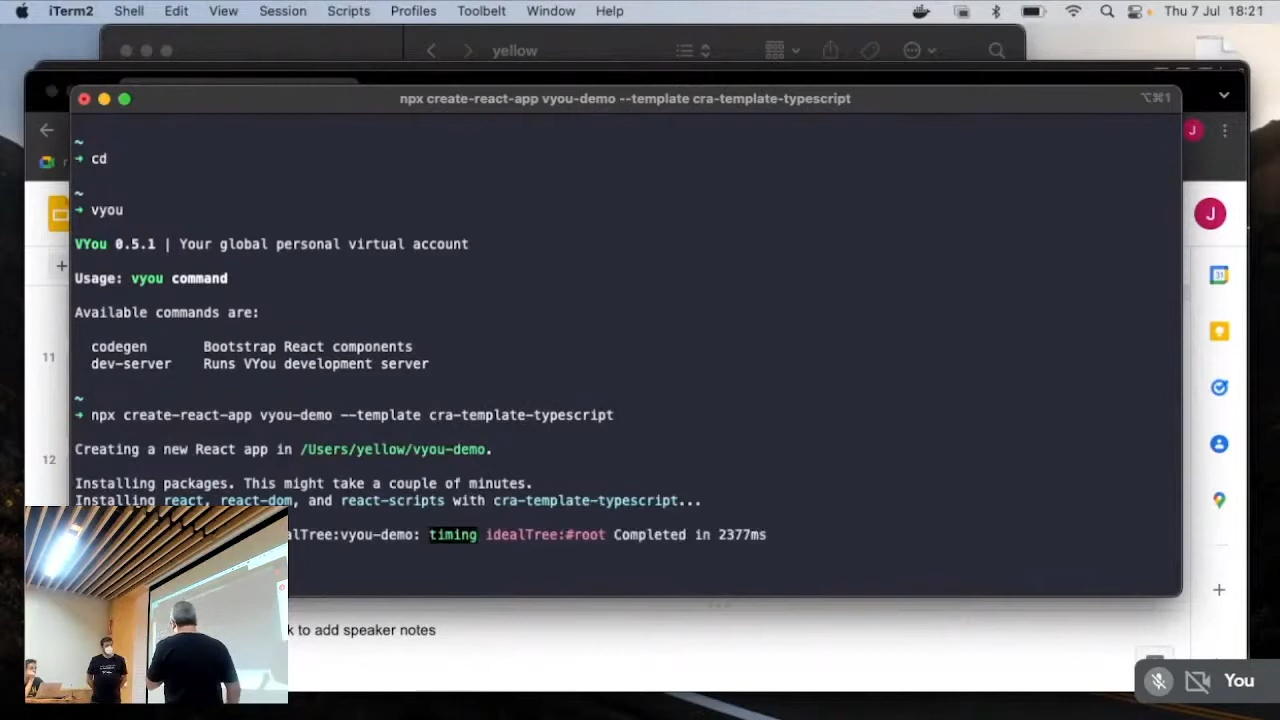 iTerm2 Shell Edit View Session Scripts Profiles Toolbelt Window Help Thu 7 Jul 18:21
yellow
npx create-react-app vyou-demo --template cra-template-typescript ⌥⌘1
~
➜ cd
~
➜ vyou
VYou 0.5.1 | Your global personal virtual account
Usage: vyou command
Available commands are:
codegen Bootstrap React components
dev-server Runs VYou development server
~
➜ npx create-react-app vyou-demo --template cra-template-typescript
Creating a new React app in /Users/yellow/vyou-demo.
Installing packages. This might take a couple of minutes.
Installing react, react-dom, and react-scripts with cra-template-typescript...
alTree:vyou-demo: timing idealTree:#root Completed in 2377ms
J
J
31
11
12
k to add speaker notes
You